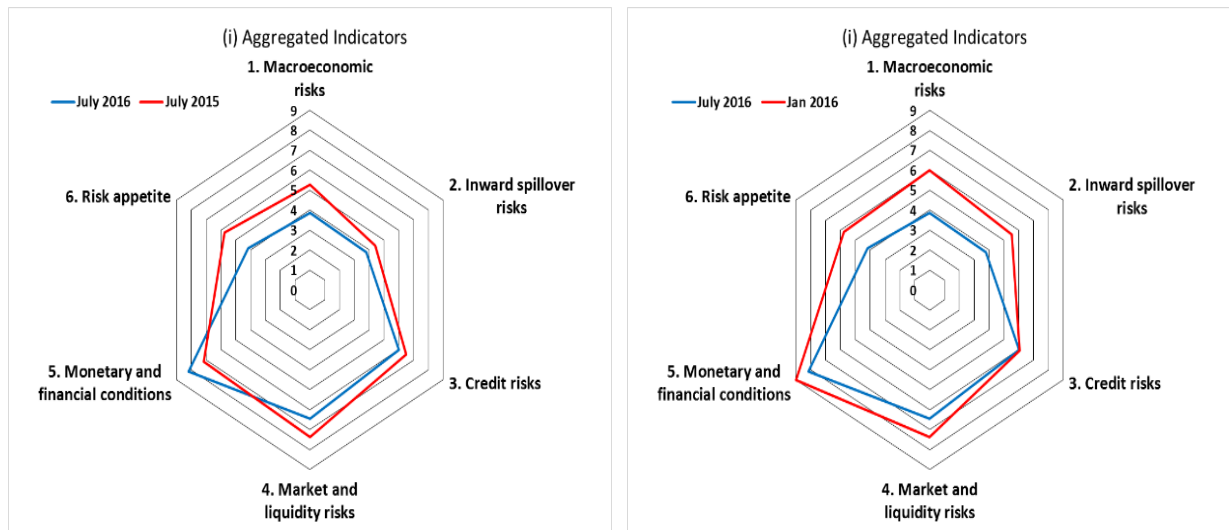 (i) Aggregated Indicators
1. Macroeconomic
risks
July 2016 July 2015
9
8
7
6
5
4
3
2
1
0
2. Inward spillover
risks
3. Credit risks
4. Market and
liquidity risks
5. Monetary and
financial conditions
6. Risk appetite
(i) Aggregated Indicators
1. Macroeconomic
risks
July 2016 Jan 2016
9
8
7
6
5
4
3
2
1
0
2. Inward spillover
risks
3. Credit risks
4. Market and
liquidity risks
5. Monetary and
financial conditions
6. Risk appetite